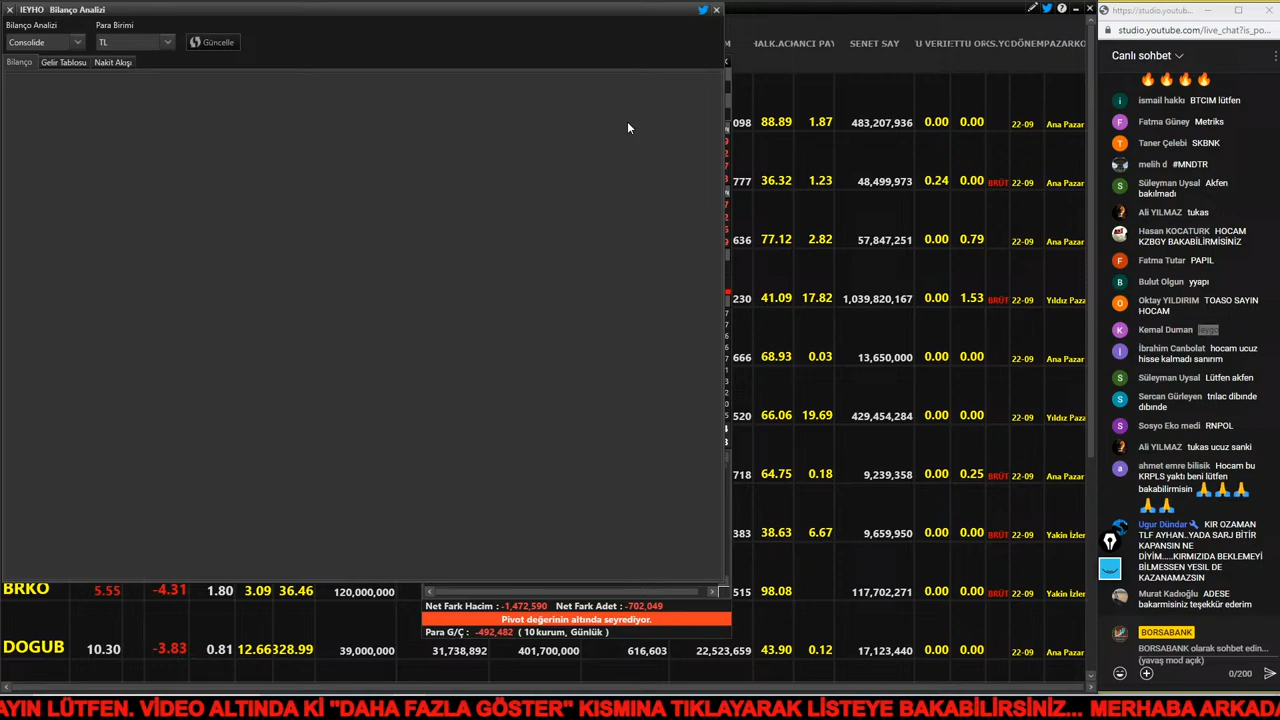 IEYHO Bilanço Analizi
Bilanço Analizi Para Birimi
Consolide TL Güncelle
Bilanço Gelir Tablosu Nakit Akışı
SENET SAY
098 88.89 1.87 483,207,936 0.00 0.00 22-09 Ana Pazar
777 36.32 1.23 48,499,973 0.24 0.00 BRÜT 22-09 Ana Pazar
636 77.12 2.82 57,847,251 0.00 0.79 22-09 Ana Pazar
230 41.09 17.82 1,039,820,167 0.00 1.53 BRÜT 22-09 Yıldız Paza
666 68.93 0.03 13,650,000 0.00 0.00 22-09 Ana Pazar
520 66.06 19.69 429,454,284 0.00 0.00 22-09 Yıldız Paza
718 64.75 0.18 9,239,358 0.00 0.25 BRÜT 22-09 Ana Pazar
383 38.63 6.67 9,659,950 0.00 0.00 BRÜT 22-09 Yakin İzler
BRKO 5.55 -4.31 1.80 3.09 36.46 120,000,000
515 98.08 117,702,271 0.00 0.00 BRÜT 22-09 Yakin İzler
Net Fark Hacim : -1,472,590 Net Fark Adet : -702,049
Pivot değerinin altında seyrediyor.
Para G/Ç : -492,482 ( 10 kurum, Günlük )
DOGUB 10.30 -3.83 0.81 12.66 328.99 39,000,000 31,738,892 401,700,000 616,603 22,523,659 43.90 0.12 17,123,440 0.00 0.00 22-09 Ana Pazar
https://studio.youtub...
studio.youtube.com/live_chat?is_po...
Canlı sohbet
ismail hakkı BTCIM lütfen
Fatma Güney Metriks
Taner Çelebi SKBNK
melih d #MNDTR
Süleyman Uysal Akfen
bakılmadı
Ali YILMAZ tukas
Hasan KOCATURK HOCAM
KZBGY BAKABİLİRMİSİNİZ
Fatma Tutar PAPIL
Bulut Olgun yyapı
Oktay YILDIRIM TOASO SAYIN
HOCAM
Kemal Duman ieygo
İbrahim Canbolat hocam ucuz
hisse kalmadı sanırım
Süleyman Uysal Lütfen akfen
Sercan Gürleyen trılac dibinde
dibinde
Sosyo Eko medi RNPOL
Ali YILMAZ tukas ucuz sanki
ahmet emre bilisik Hocam bu
KRPLS yaktı beni lütfen
bakabilirmisin
Ugur Dündar KIR OZAMAN
TLF AYHAN..YADA SARJ BİTİR
KAPANSIN NE
DİYİM.....KIRMIZIDA BEKLEMEYİ
BİLMESSEN YESIL DE
KAZANAMAZSIN
Murat Kadoğlu ADESE
bakarmisiniz teşekkür ederim
BORSABANK
BORSABANK olarak sohbet edin...
(yavaş mod açık)
0/200
AYIN LÜTFEN. VİDEO ALTINDA Kİ "DAHA FAZLA GÖSTER" KISMINA TIKLAYARAK LİSTEYE BAKABİLİRSİNİZ... MERHABA ARKADA